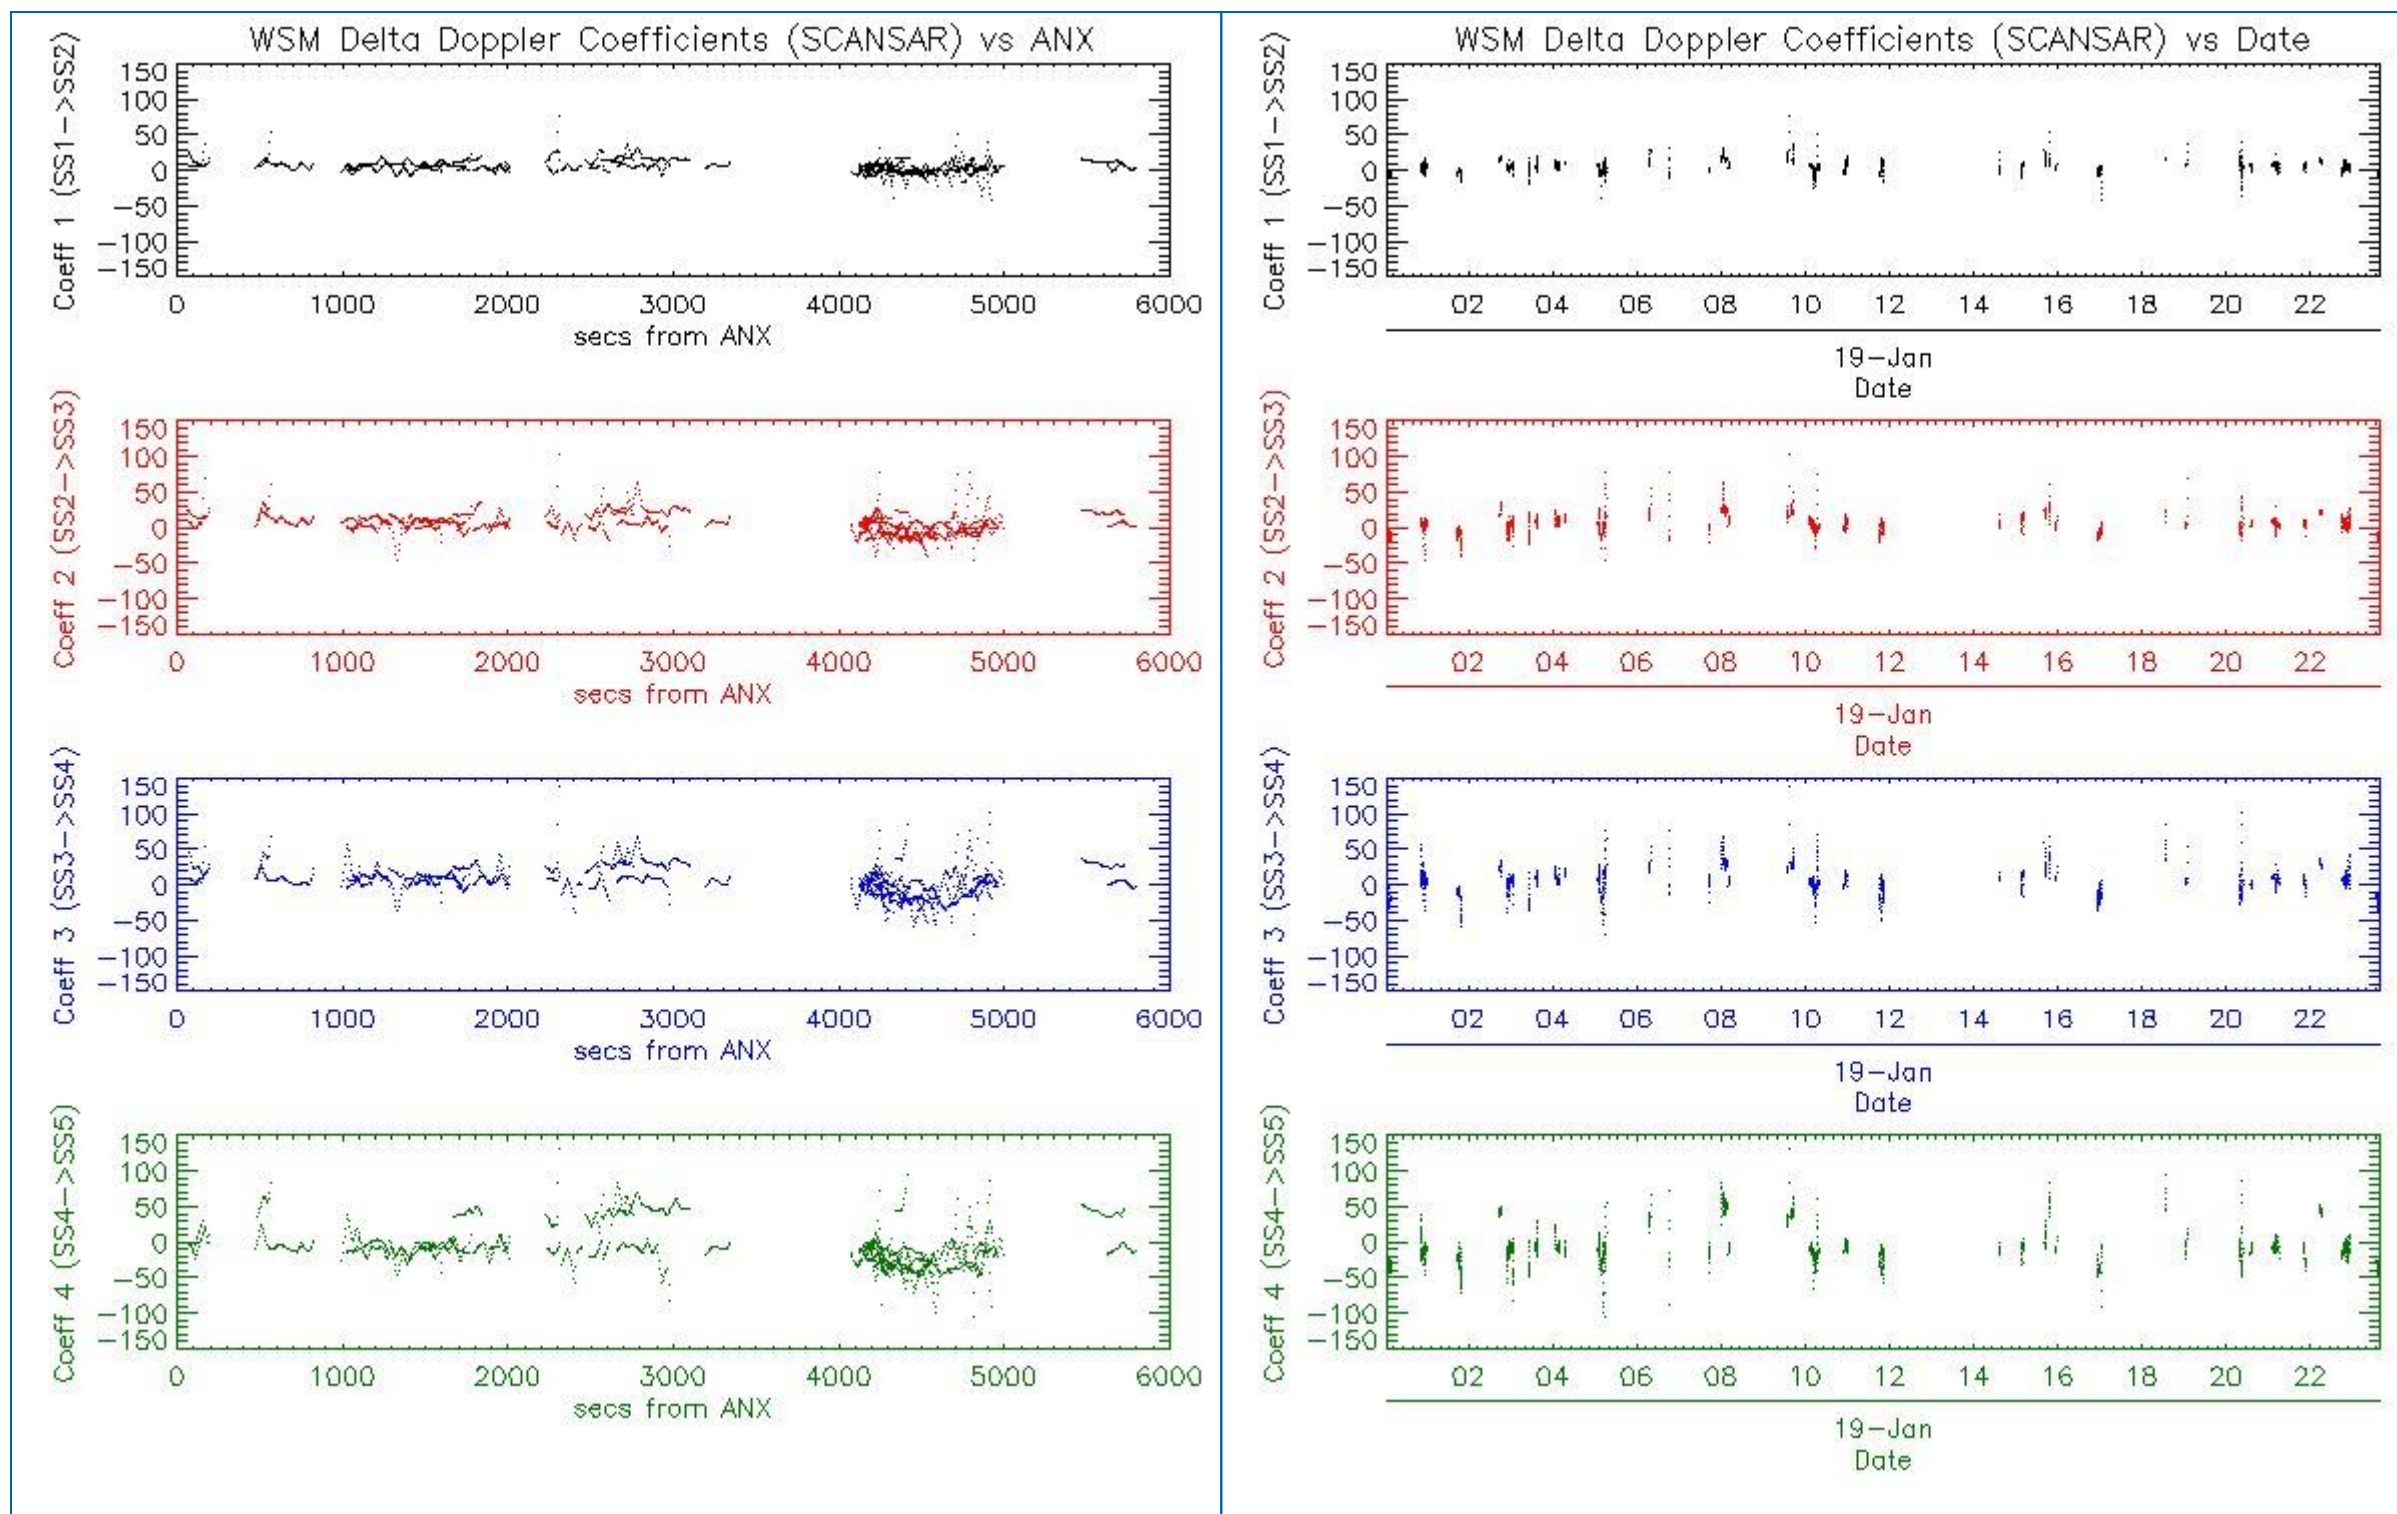 WSM Delta Doppler Coefficients (SCANSAR) vs ANX
Coeff 1 (SS1->SS2)
150
100
50
0
-50
-100
-150
0 1000 2000 3000 4000 5000 6000
secs from ANX
Coeff 2 (SS2->SS3)
150
100
50
0
-50
-100
-150
0 1000 2000 3000 4000 5000 6000
secs from ANX
Coeff 3 (SS3->SS4)
150
100
50
0
-50
-100
-150
0 1000 2000 3000 4000 5000 6000
secs from ANX
Coeff 4 (SS4->SS5)
150
100
50
0
-50
-100
-150
0 1000 2000 3000 4000 5000 6000
secs from ANX
WSM Delta Doppler Coefficients (SCANSAR) vs Date
Coeff 1 (SS1->SS2)
150
100
50
0
-50
-100
-150
02 04 06 08 10 12 14 16 18 20 22
19-Jan
Date
Coeff 2 (SS2->SS3)
150
100
50
0
-50
-100
-150
02 04 06 08 10 12 14 16 18 20 22
19-Jan
Date
Coeff 3 (SS3->SS4)
150
100
50
0
-50
-100
-150
02 04 06 08 10 12 14 16 18 20 22
19-Jan
Date
Coeff 4 (SS4->SS5)
150
100
50
0
-50
-100
-150
02 04 06 08 10 12 14 16 18 20 22
19-Jan
Date